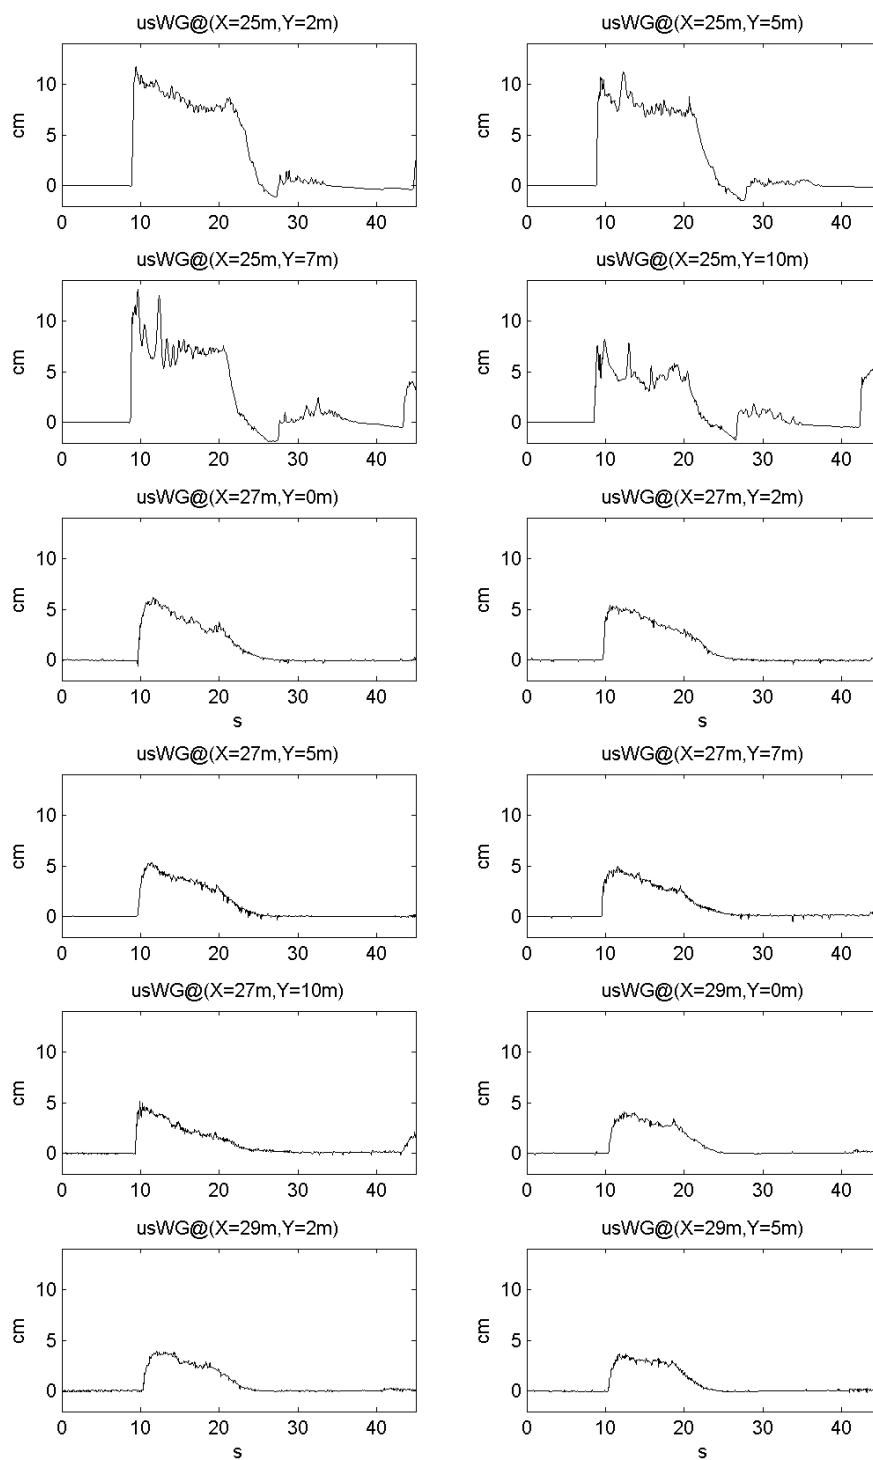 usWG@(X=25m,Y=2m)
usWG@(X=25m,Y=5m)
10
5
0
cm
0 10 20 30 40
10
5
0
cm
0 10 20 30 40
usWG@(X=25m,Y=7m)
usWG@(X=25m,Y=10m)
10
5
0
cm
0 10 20 30 40
10
5
0
cm
0 10 20 30 40
usWG@(X=27m,Y=0m)
usWG@(X=27m,Y=2m)
10
5
0
cm
0 10 20 30 40
s
10
5
0
cm
0 10 20 30 40
s
usWG@(X=27m,Y=5m)
usWG@(X=27m,Y=7m)
10
5
0
cm
0 10 20 30 40
10
5
0
cm
0 10 20 30 40
usWG@(X=27m,Y=10m)
usWG@(X=29m,Y=0m)
10
5
0
cm
0 10 20 30 40
10
5
0
cm
0 10 20 30 40
usWG@(X=29m,Y=2m)
usWG@(X=29m,Y=5m)
10
5
0
cm
0 10 20 30 40
s
10
5
0
cm
0 10 20 30 40
s